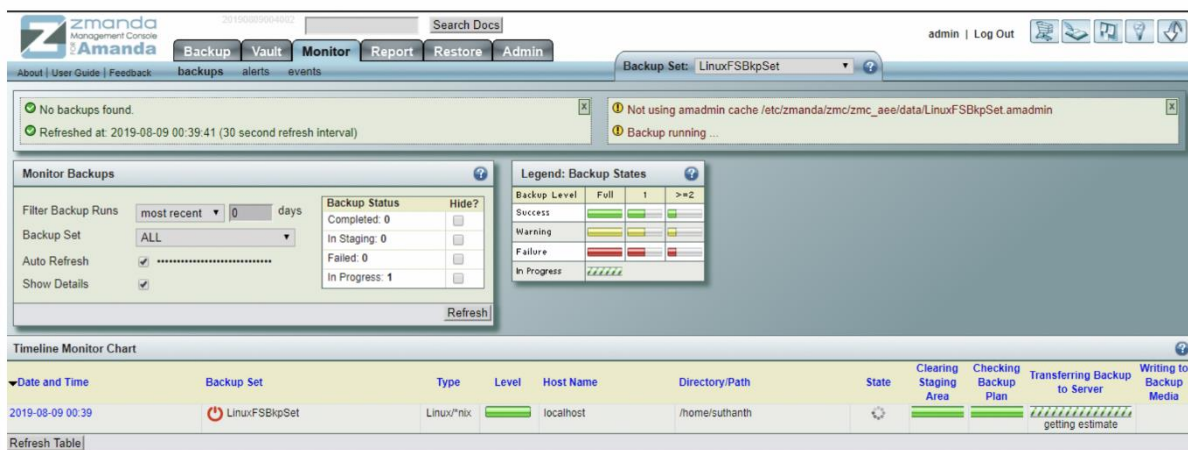 zmanda
Management Console
FOR Amanda
20190809004002
Search Docs
admin | Log Out
Backup Vault Monitor Report Restore Admin
About | User Guide | Feedback
backups alerts events
Backup Set: LinuxFSBkpSet
No backups found.
Refreshed at: 2019-08-09 00:39:41 (30 second refresh interval)
x
Not using amadmin cache /etc/zmanda/zmc/zmc_aee/data/LinuxFSBkpSet.amadmin
Backup running ...
x
Monitor Backups
Filter Backup Runs most recent 0 days
Backup Set ALL
Auto Refresh
Show Details
Backup Status Hide?
Completed: 0
In Staging: 0
Failed: 0
In Progress: 1
Refresh
Legend: Backup States
Backup Level Full 1 >=2
Success
Warning
Failure
In Progress
Timeline Monitor Chart
Date and Time Backup Set Type Level Host Name Directory/Path State Clearing Staging Area Checking Backup Plan Transferring Backup to Server Writing to Backup Media
2019-08-09 00:39 LinuxFSBkpSet Linux/*nix localhost /home/suthanth
getting estimate
Refresh Table